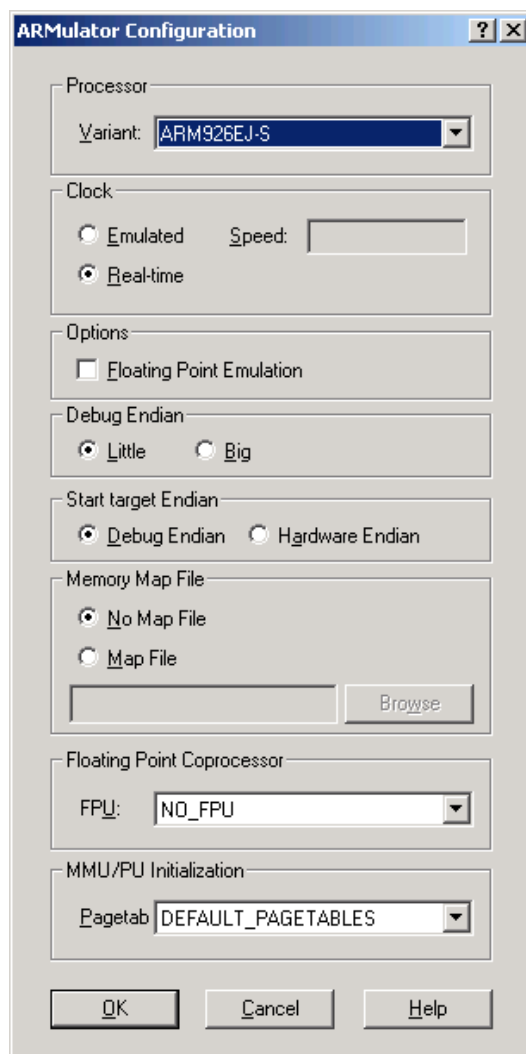 ARMulator Configuration
Processor
Variant: ARM926EJ-S
Clock
Emulated Speed:
Real-time
Options
Floating Point Emulation
Debug Endian
Little Big
Start target Endian
Debug Endian Hardware Endian
Memory Map File
No Map File
Map File
Browse
Floating Point Coprocessor
FPU: NO_FPU
MMU/PU Initialization
Pagetab DEFAULT_PAGETABLES
OK Cancel Help